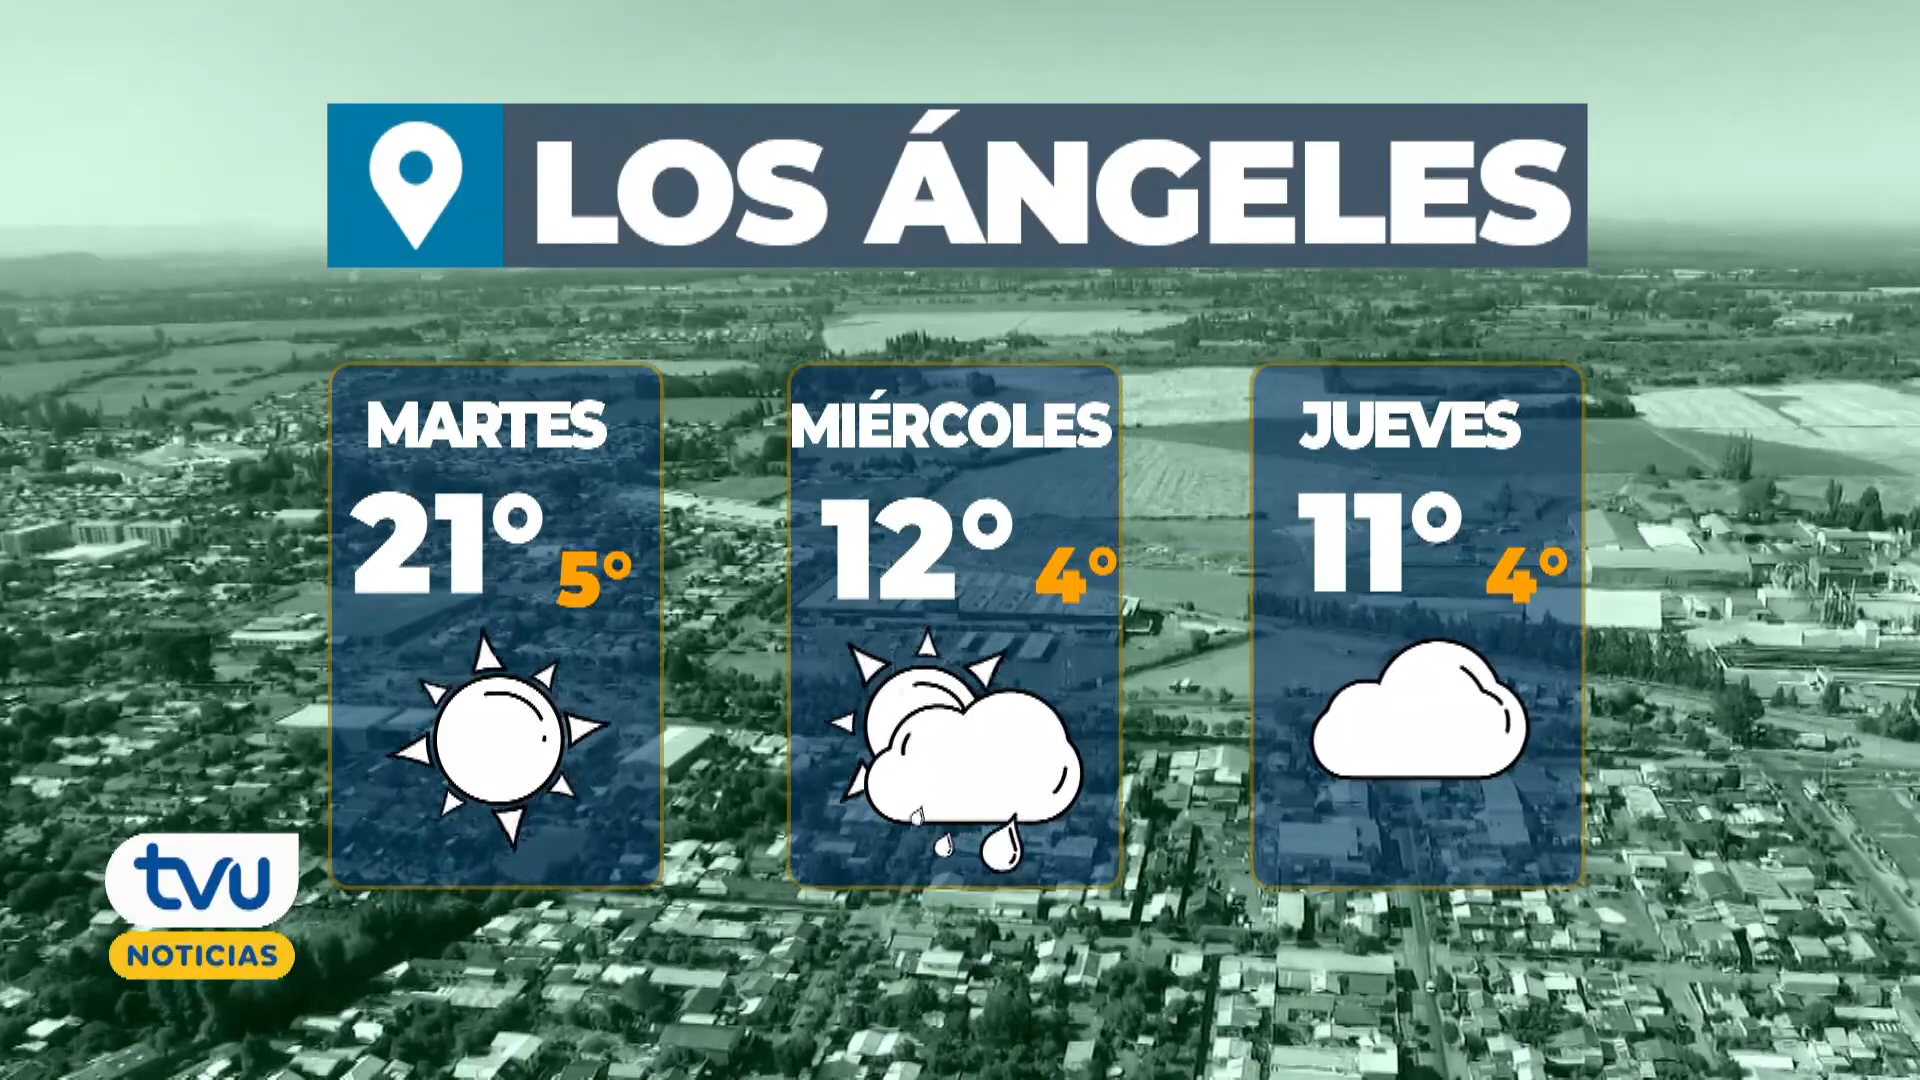 LOS ÁNGELES
MARTES
21° 5°
MIÉRCOLES
12° 4°
JUEVES
11° 4°
tvu
NOTICIAS